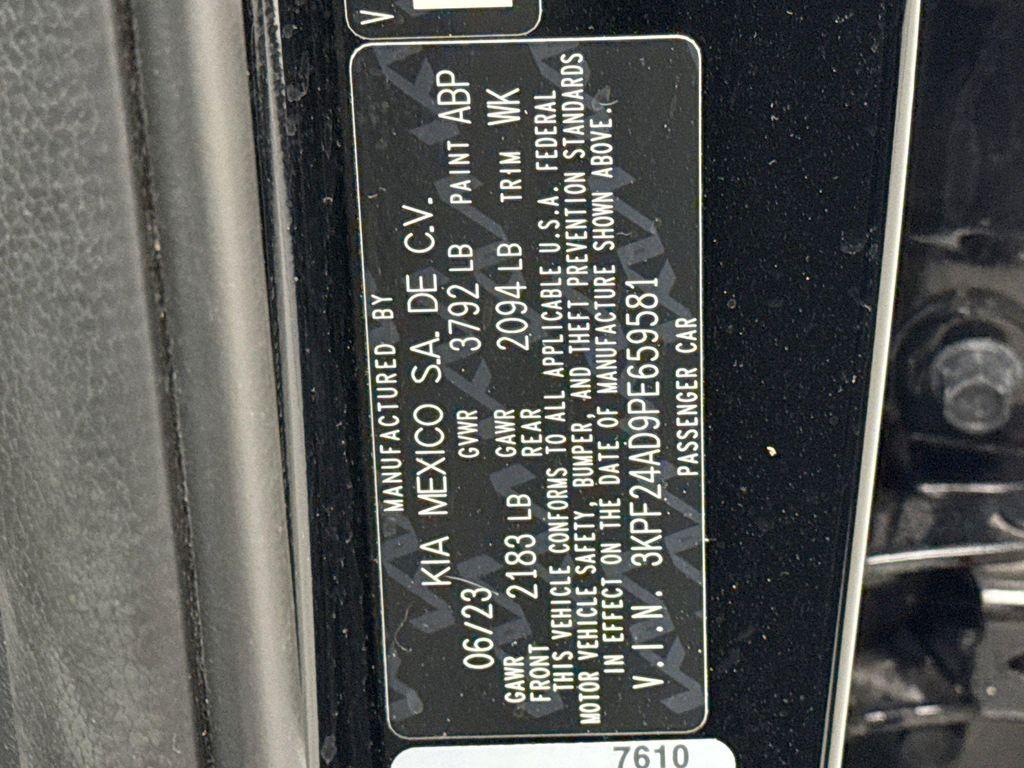 V
MANUFACTURED BY
KIA MEXICO S.A. DE C.V.
06/23 GVWR 3792 LB PAINT ABP
GAWR FRONT 2183 LB GAWR REAR 2094 LB TRIM WK
THIS VEHICLE CONFORMS TO ALL APPLICABLE U.S.A. FEDERAL
MOTOR VEHICLE SAFETY, BUMPER, AND THEFT PREVENTION STANDARDS
IN EFFECT ON THE DATE OF MANUFACTURE SHOWN ABOVE.
V.I.N. 3KPF24AD9PE659581
PASSENGER CAR
7610